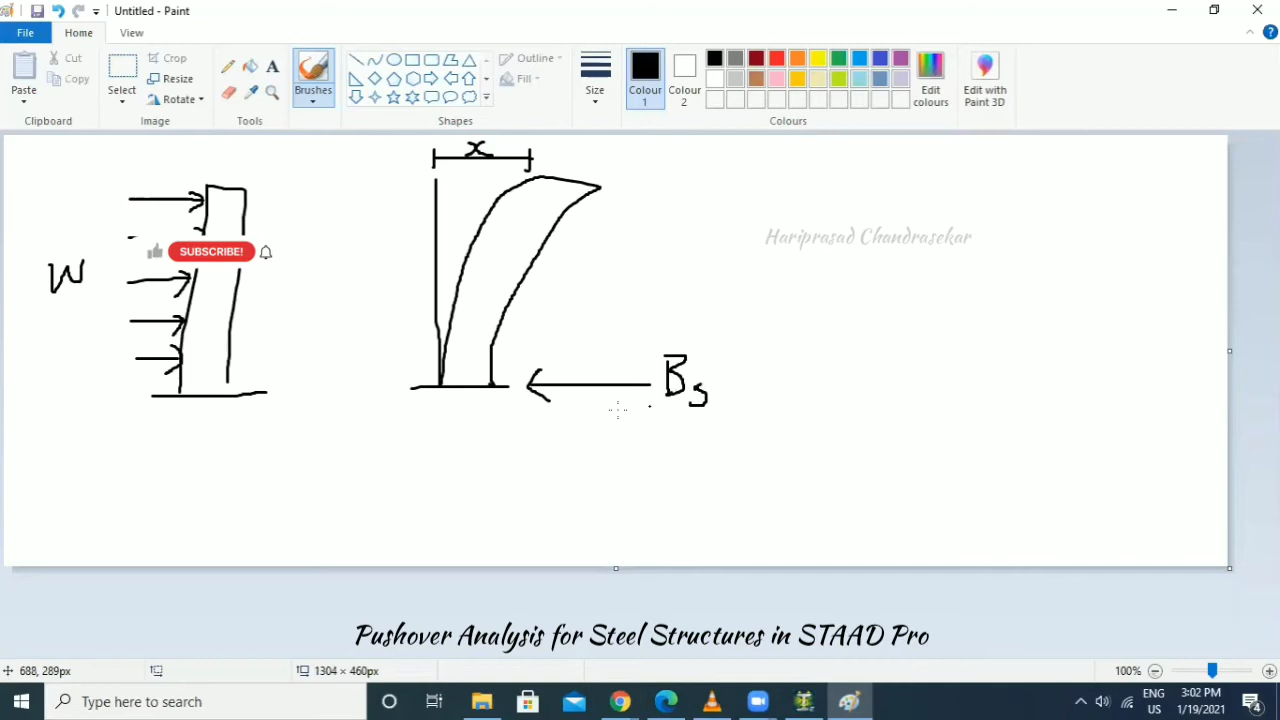 Untitled - Paint
File
Home
View
Paste
Cut
Copy
Clipboard
Select
Crop
Resize
Rotate
Image
Tools
Brushes
Shapes
Outline
Fill
Size
Colour
1
Colour
2
Edit
colours
Edit with
Paint 3D
Colours
x
Hariprasad Chandrasekar
SUBSCRIBE!
W
Bs
Pushover Analysis for Steel Structures in STAAD Pro
688, 289px
1304 × 460px
100%
Type here to search
ENG
US
3:02 PM
1/19/2021
4